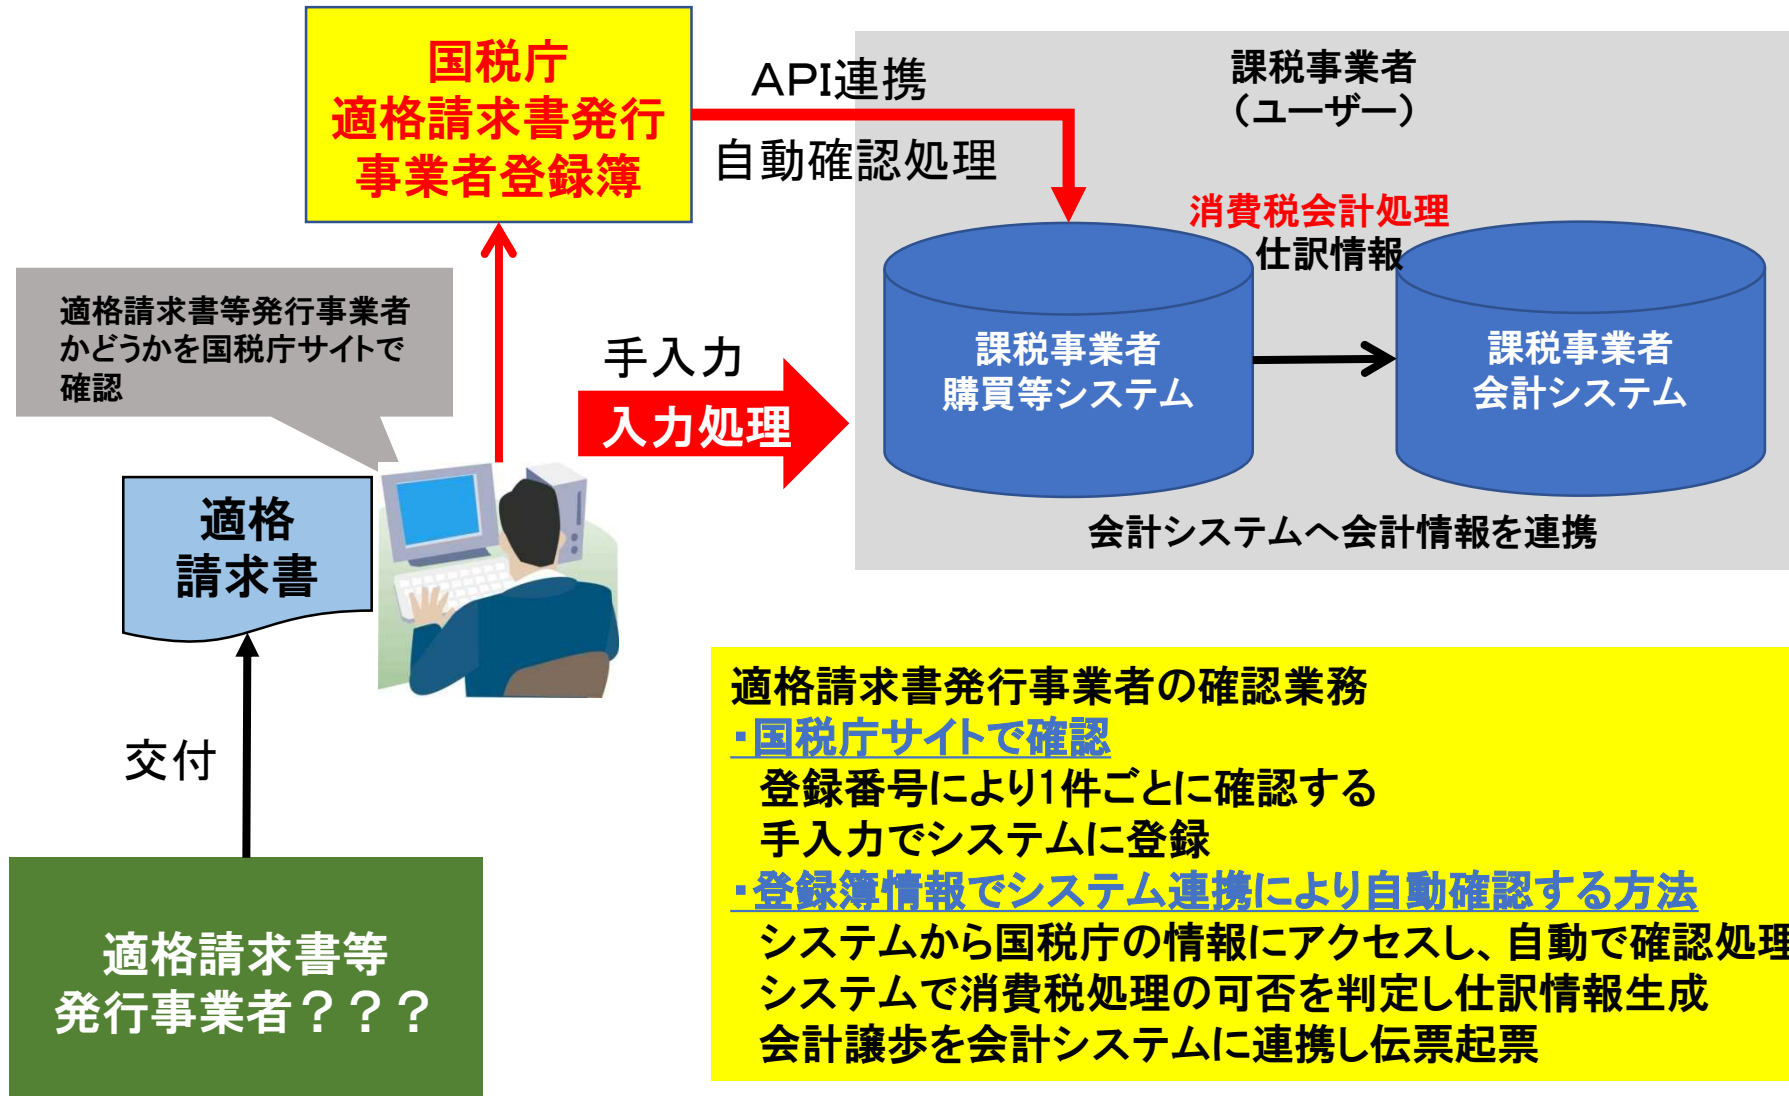 国税庁
適格請求書発行
事業者登録簿
API連携
自動確認処理
課税事業者
(ユーザー)
消費税会計処理
仕訳情報
適格請求書等発行事業者
かどうかを国税庁サイトで
確認
手入力
入力処理
課税事業者
購買等システム
課税事業者
会計システム
会計システムへ会計情報を連携
適格
請求書
交付
適格請求書等
発行事業者???
適格請求書発行事業者の確認業務
・国税庁サイトで確認
登録番号により1件ごとに確認する
手入力でシステムに登録
・登録簿情報でシステム連携により自動確認する方法
システムから国税庁の情報にアクセスし、自動で確認処理
システムで消費税処理の可否を判定し仕訳情報生成
会計譲歩を会計システムに連携し伝票起票